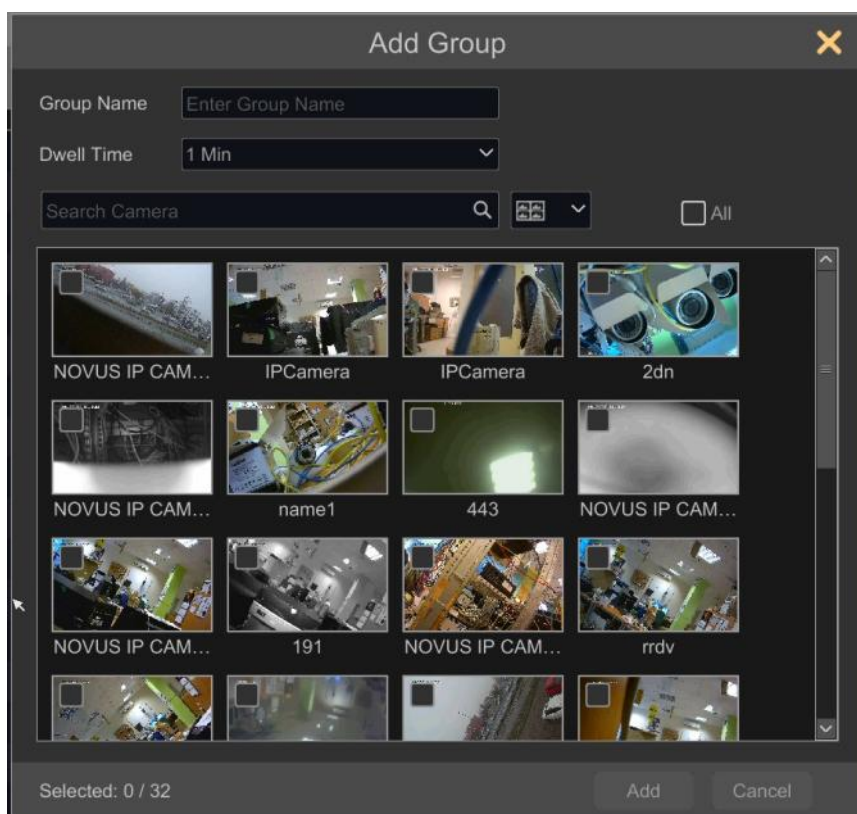 Add Group
Group Name Enter Group Name
Dwell Time 1 Min
Search Camera All
NOVUS IP CAM... IPCamera IPCamera 2dn
NOVUS IP CAM... name1 443 NOVUS IP CAM...
NOVUS IP CAM... 191 NOVUS IP CAM... rrdv
Selected: 0 / 32 Add Cancel